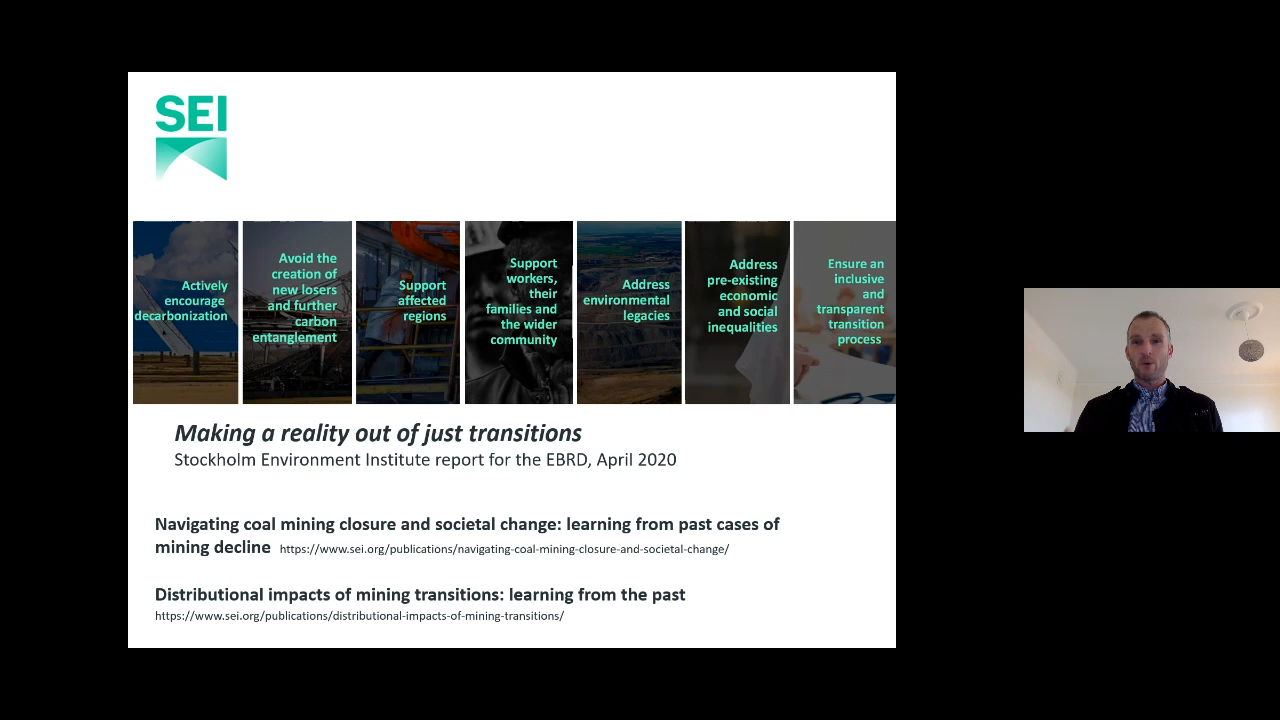 SEI
Actively
encourage
decarbonization
Avoid the
creation of
new losers
and further
carbon
entanglement
Support
affected
regions
Support
workers,
their
families and
the wider
community
Address
environmental
legacies
Address
pre-existing
economic
and social
inequalities
Ensure an
inclusive
and
transparent
transition
process
Making a reality out of just transitions
Stockholm Environment Institute report for the EBRD, April 2020
Navigating coal mining closure and societal change: learning from past cases of
mining decline https://www.sei.org/publications/navigating-coal-mining-closure-and-societal-change/
Distributional impacts of mining transitions: learning from the past
https://www.sei.org/publications/distributional-impacts-of-mining-transitions/